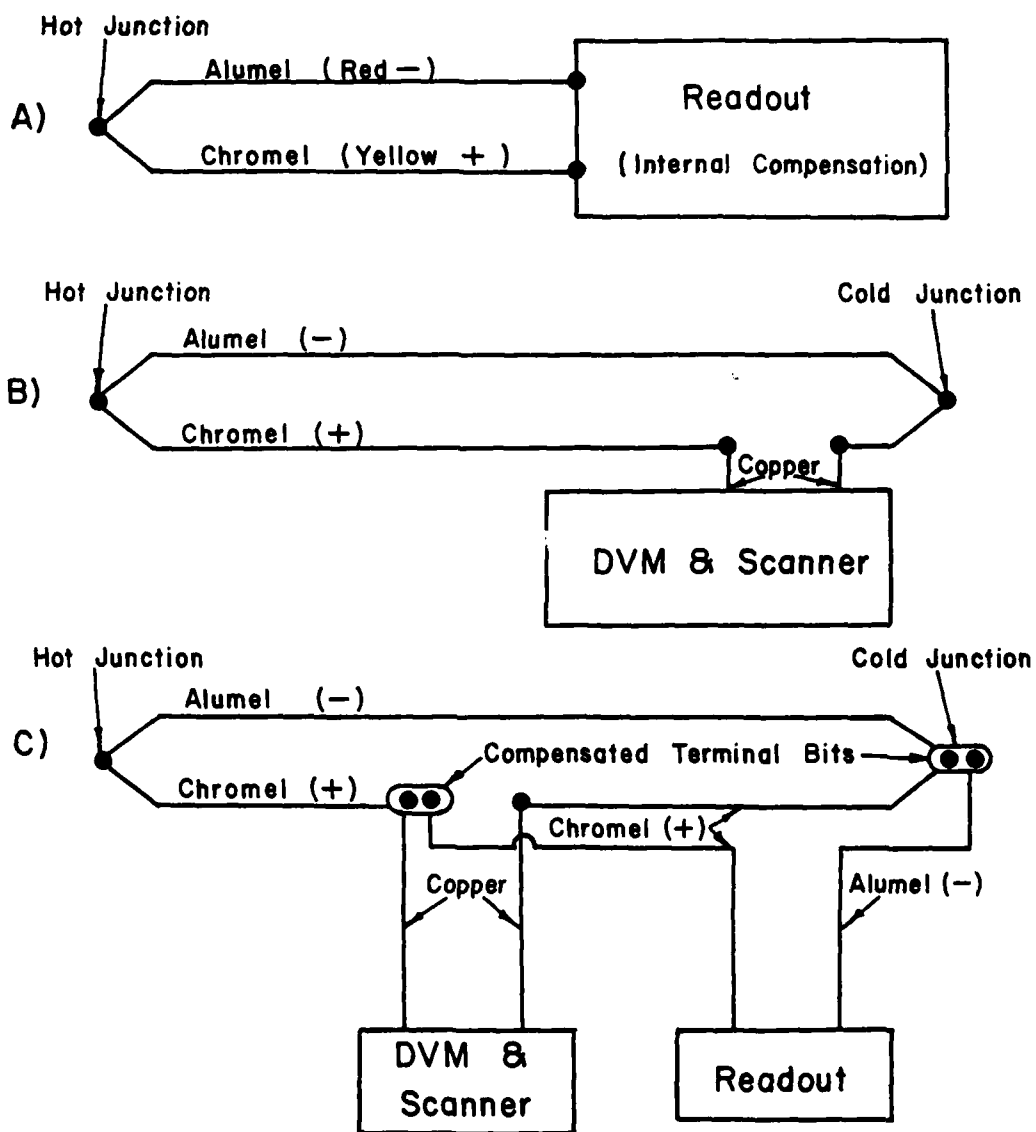 Hot Junction
A)
Alumel (Red −)
Chromel (Yellow +)
Readout
(Internal Compensation)
Hot Junction
Cold Junction
B)
Alumel (−)
Chromel (+)
Copper
DVM & Scanner
Hot Junction
Cold Junction
C)
Alumel (−)
Compensated Terminal Bits
Chromel (+)
Chromel (+)
Copper
Alumel (−)
DVM &
Scanner
Readout